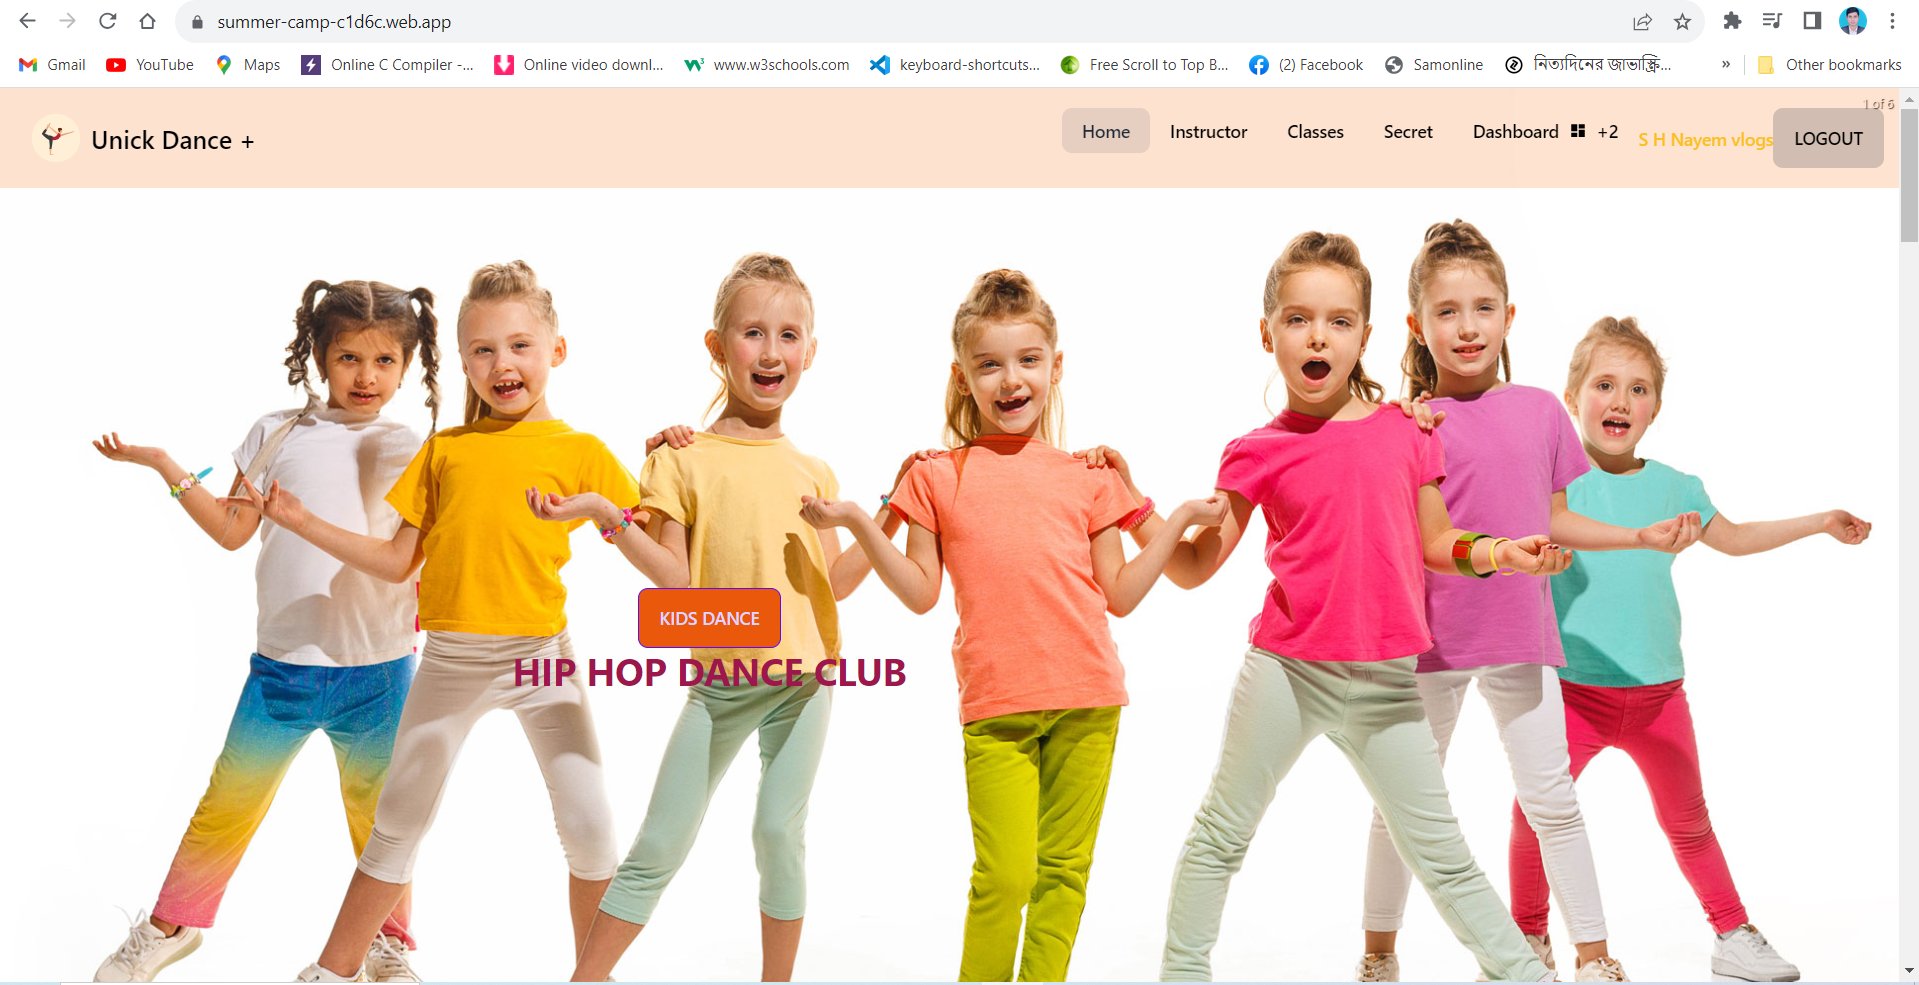 summer-camp-c1d6c.web.app
Gmail YouTube Maps Online C Compiler -... Online video downl... www.w3schools.com keyboard-shortcuts... Free Scroll to Top B... (2) Facebook Samonline নিত্যদিনের জাভাস্ক্রি... » Other bookmarks
1 of 6
Unick Dance + Home Instructor Classes Secret Dashboard +2 S H Nayem vlogs LOGOUT
KIDS DANCE
HIP HOP DANCE CLUB